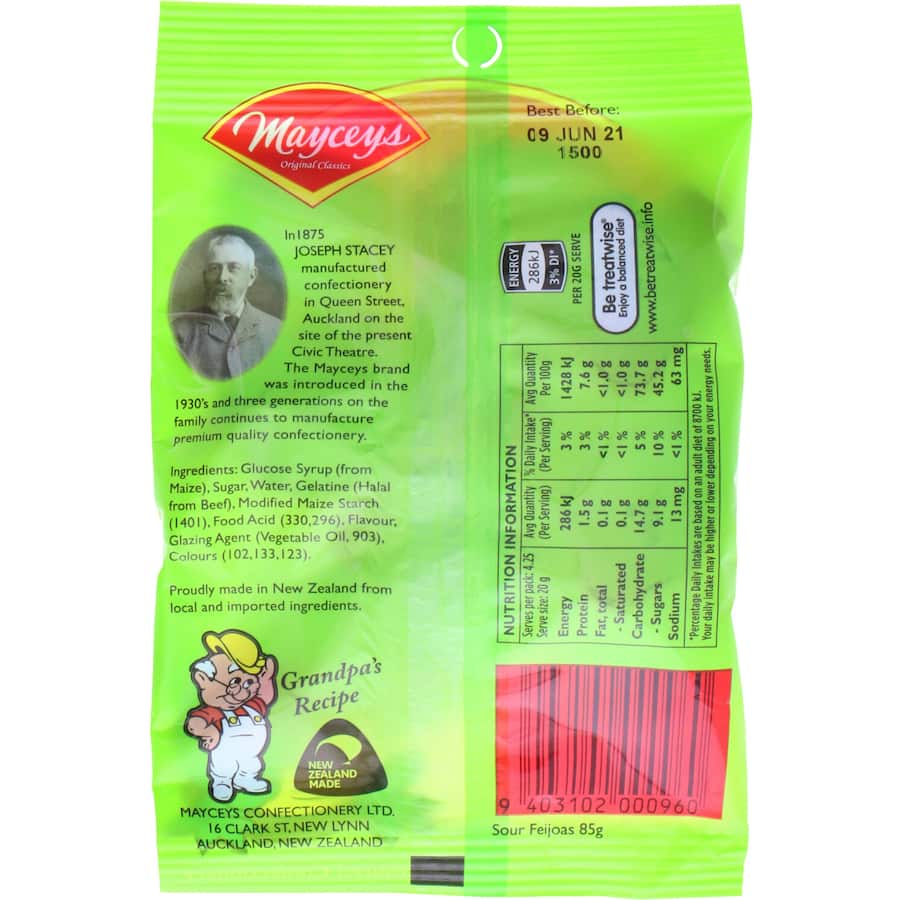 Mayceys
Original Classics
Best Before:
09 JUN 21
1500
In 1875
JOSEPH STACEY
manufactured
confectionery
in Queen Street,
Auckland on the
site of the present
Civic Theatre.
The Mayceys brand
was introduced in the
1930's and three generations on the
family continues to manufacture
premium quality confectionery.
Ingredients: Glucose Syrup (from
Maize), Sugar, Water, Gelatine (Halal
from Beef), Modified Maize Starch
(1401), Food Acid (330,296), Flavour,
Glazing Agent (Vegetable Oil, 903),
Colours (102,133,123).
Proudly made in New Zealand from
local and imported ingredients.
Grandpa's
Recipe
NEW
ZEALAND
MADE
MAYCEYS CONFECTIONERY LTD.
16 CLARK ST, NEW LYNN
AUCKLAND, NEW ZEALAND
ENERGY
286kJ
3% DI*
PER 20G SERVE
Be treatwise®
Enjoy a balanced diet
www.betreatwise.info
NUTRITION INFORMATION
Serves per pack: 4.25
Serve size: 20 g
Avg Quantity (Per Serving) % Daily Intake* (Per Serving) Avg Quantity Per 100g
Energy 286 kJ 3 % 1428 kJ
Protein 1.5 g 3 % 7.6 g
Fat, total 0.1 g <1% <1.0 g
- Saturated 0.1 g <1% <1.0 g
Carbohydrate 14.7 g 5 % 73.7 g
- Sugars 9.1 g 10 % 45.2 g
Sodium 13 mg <1% 63 mg
*Percentage Daily Intakes are based on an adult diet of 8700 kJ.
Your daily intake may be higher or lower depending on your energy needs.
9 403102 000960
Sour Feijoas 85g